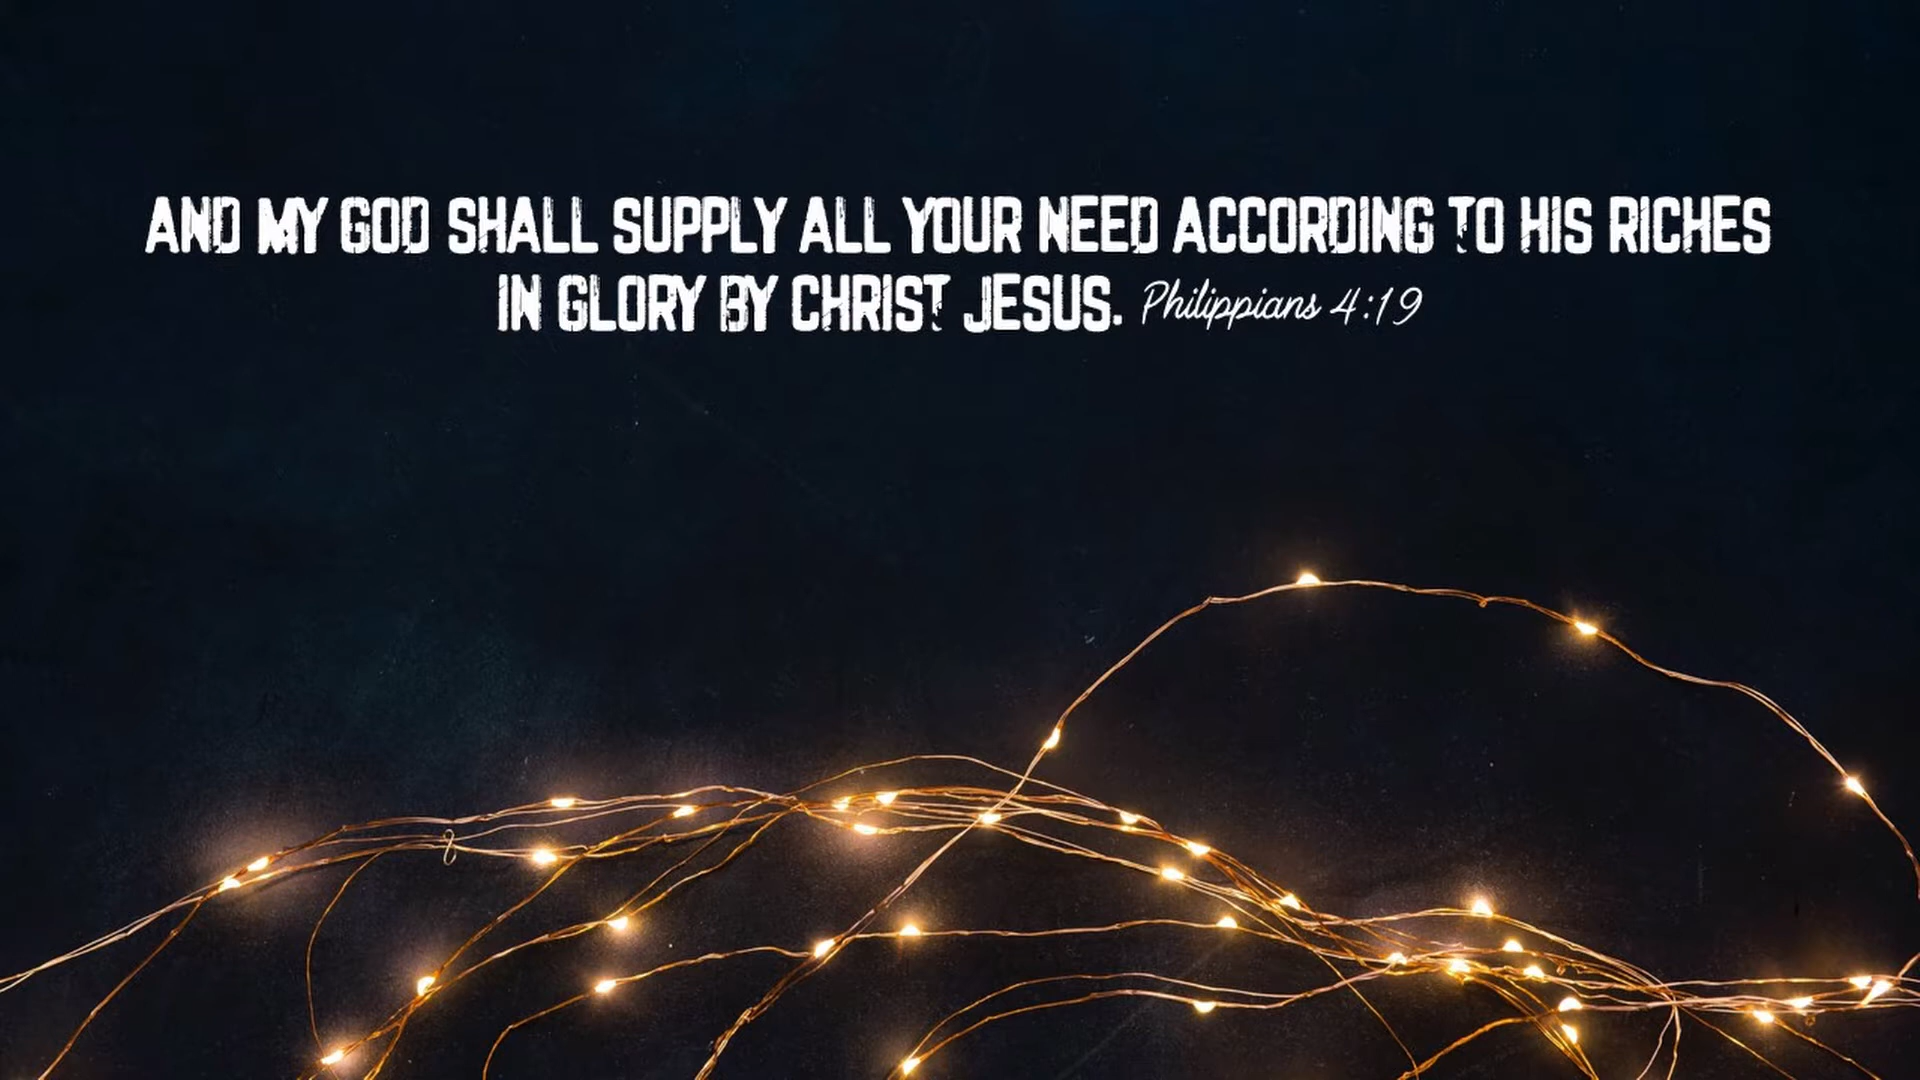 AND MY GOD SHALL SUPPLY ALL YOUR NEED ACCORDING TO HIS RICHES
IN GLORY BY CHRIST JESUS. Philippians 4:19